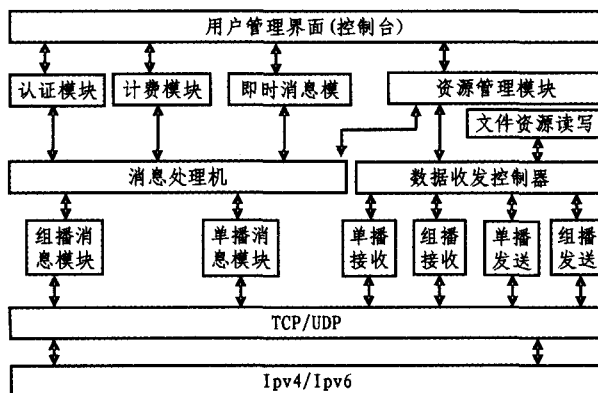 用户管理界面(控制台)
认证模块
计费模块
即时消息模
资源管理模块
文件资源读写
消息处理机
数据收发控制器
组播消
息模块
单播消
息模块
单播
接收
组播
接收
单播
发送
组播
发送
TCP/UDP
Ipv4/Ipv6